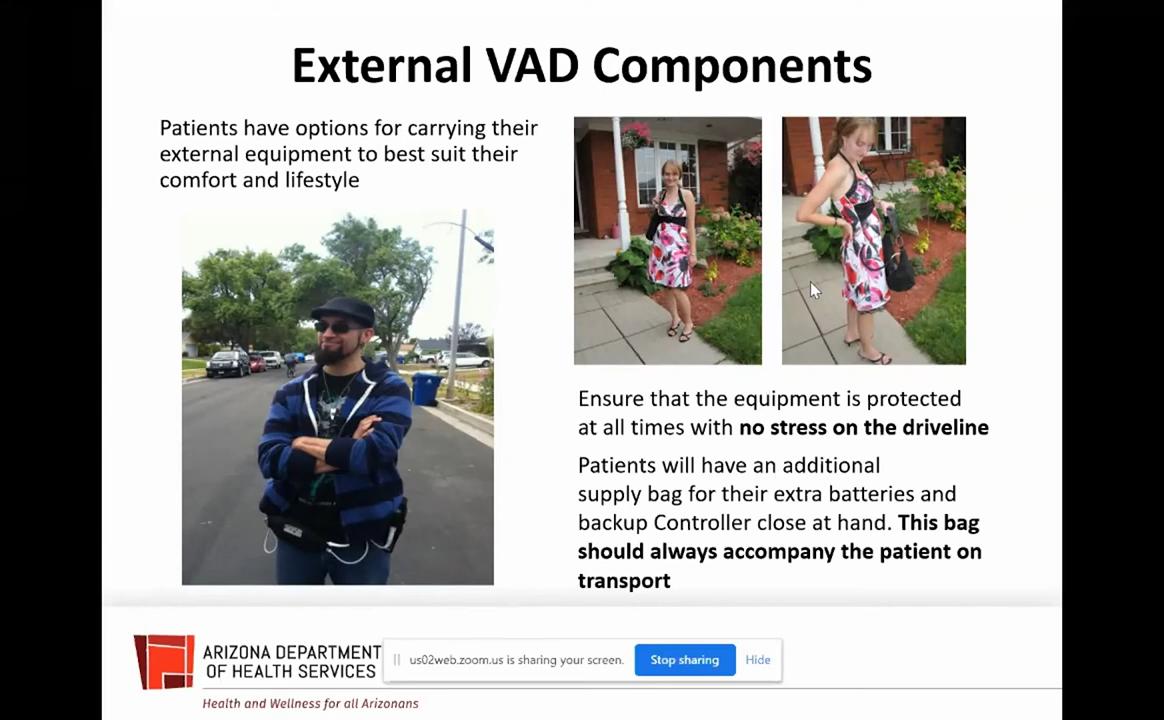 External VAD Components
Patients have options for carrying their
external equipment to best suit their
comfort and lifestyle
Ensure that the equipment is protected
at all times with no stress on the driveline
Patients will have an additional
supply bag for their extra batteries and
backup Controller close at hand. This bag
should always accompany the patient on
transport
ARIZONA DEPARTMENT
OF HEALTH SERVICES
us02web.zoom.us is sharing your screen. Stop sharing Hide
Health and Wellness for all Arizonans